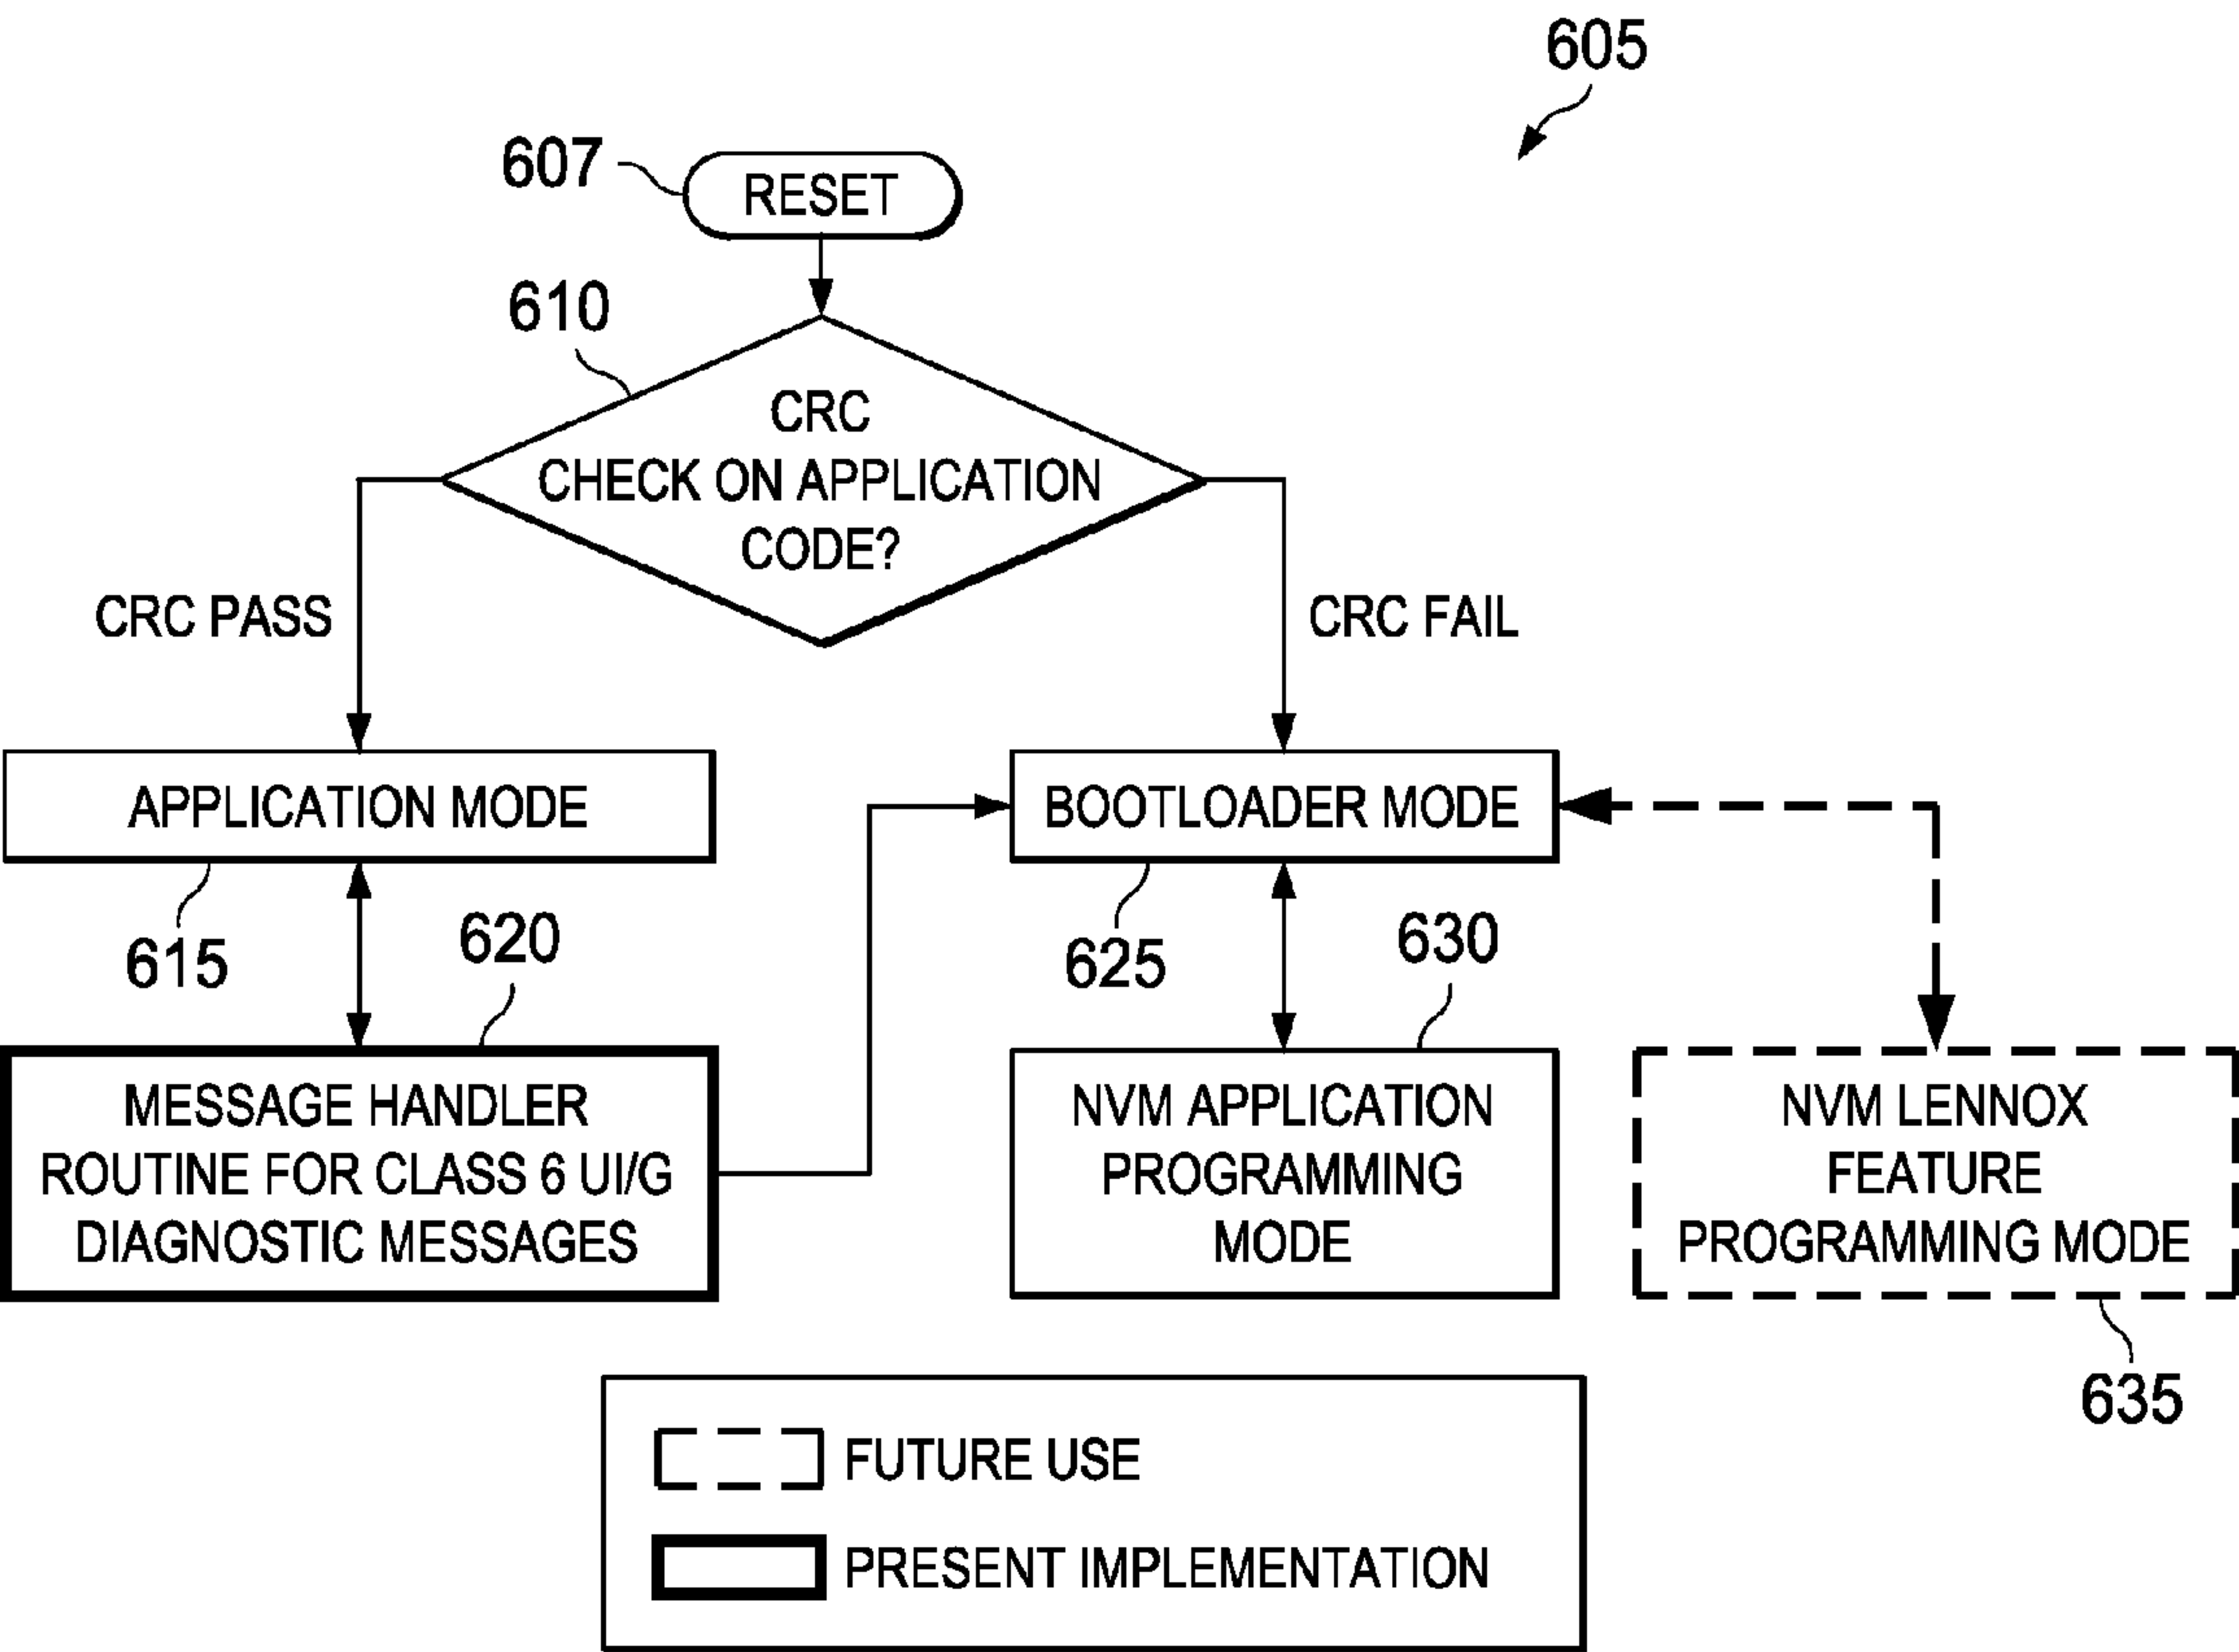 605
607
RESET
610
CRC
CHECK ON APPLICATION
CODE?
CRC PASS
CRC FAIL
APPLICATION MODE
BOOTLOADER MODE
615
620
625
630
MESSAGE HANDLER
ROUTINE FOR CLASS 6 UI/G
DIAGNOSTIC MESSAGES
NVM APPLICATION
PROGRAMMING
MODE
NVM LENNOX
FEATURE
PROGRAMMING MODE
635
FUTURE USE
PRESENT IMPLEMENTATION